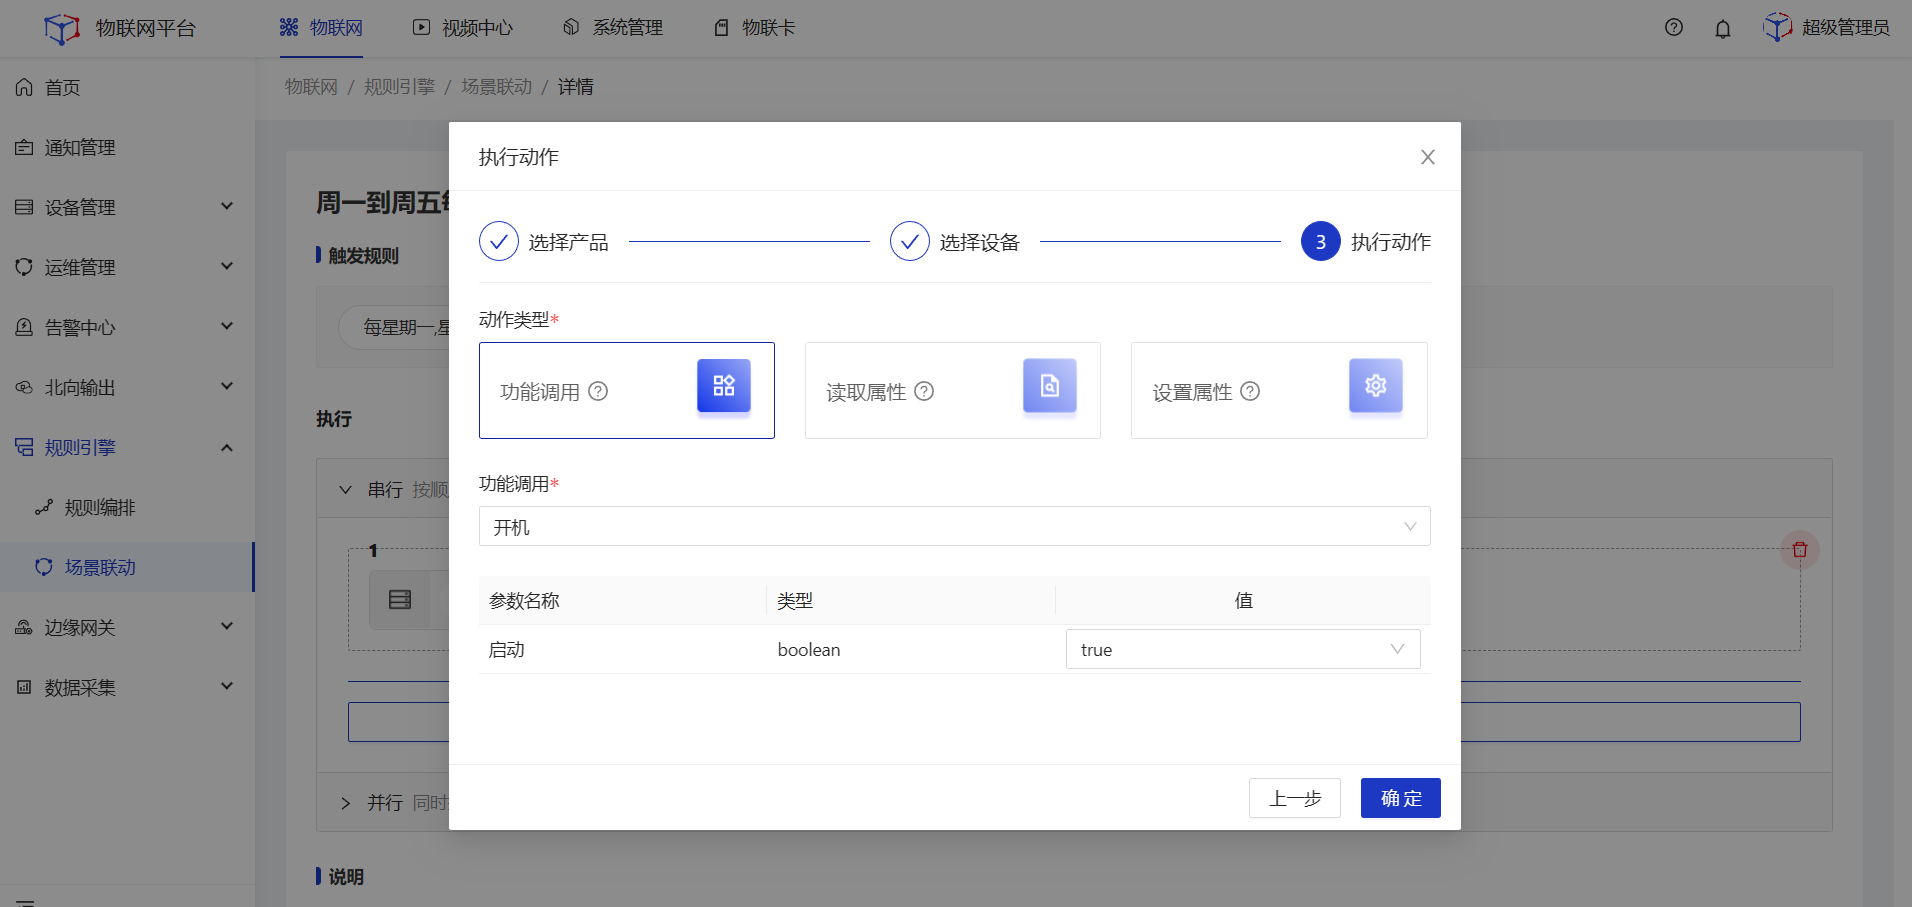 物联网平台
物联网
视频中心
系统管理
物联卡
超级管理员
首页
通知管理
设备管理
运维管理
告警中心
北向输出
规则引擎
规则编排
场景联动
边缘网关
数据采集
物联网 / 规则引擎 / 场景联动 / 详情
周一到周五
触发规则
每星期一,星
执行
串行 按顺
1
并行 同时
说明
执行动作
选择产品
选择设备
3 执行动作
动作类型*
功能调用
读取属性
设置属性
功能调用*
开机
参数名称 类型 值
启动 boolean true
上一步 确 定